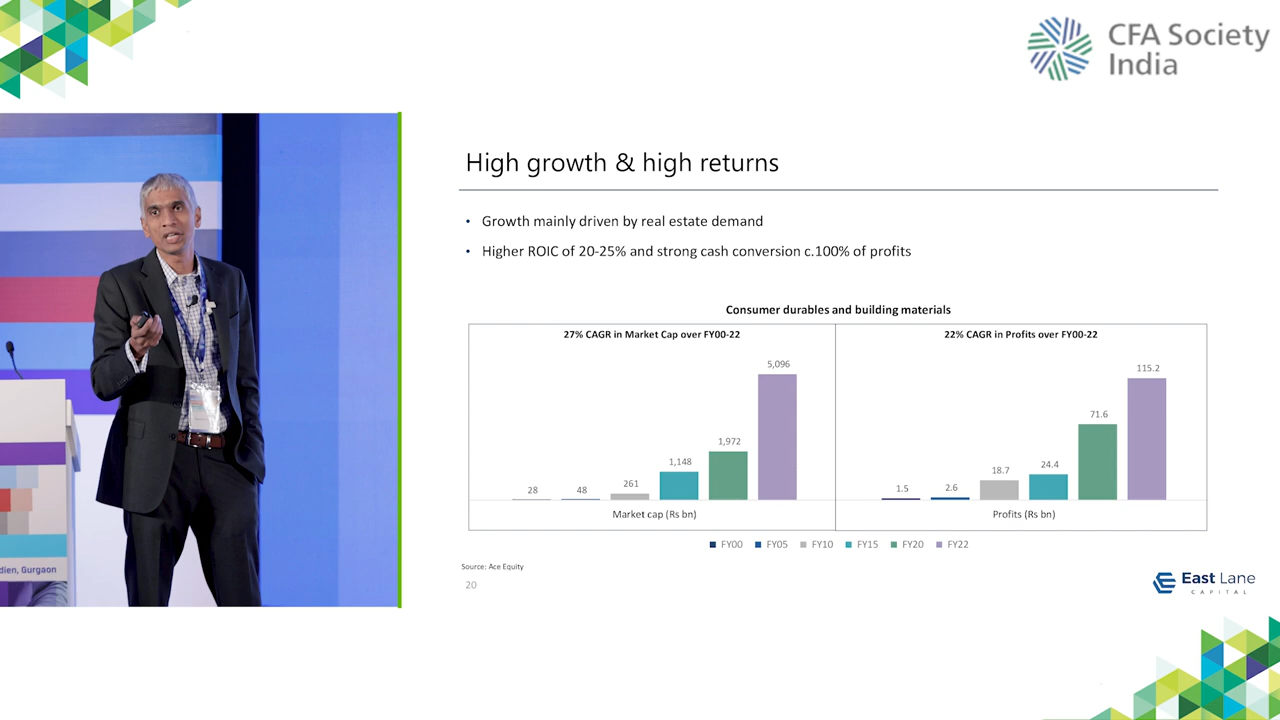 CFA Society
India
High growth & high returns
• Growth mainly driven by real estate demand
• Higher ROIC of 20-25% and strong cash conversion c.100% of profits
Consumer durables and building materials
27% CAGR in Market Cap over FY00-22
28
48
261
1,148
1,972
5,096
Market cap (Rs bn)
22% CAGR in Profits over FY00-22
1.5
2.6
18.7
24.4
71.6
115.2
Profits (Rs bn)
FY00 FY05 FY10 FY15 FY20 FY22
Source: Ace Equity
20
East Lane
CAPITAL
dien, Gurgaon